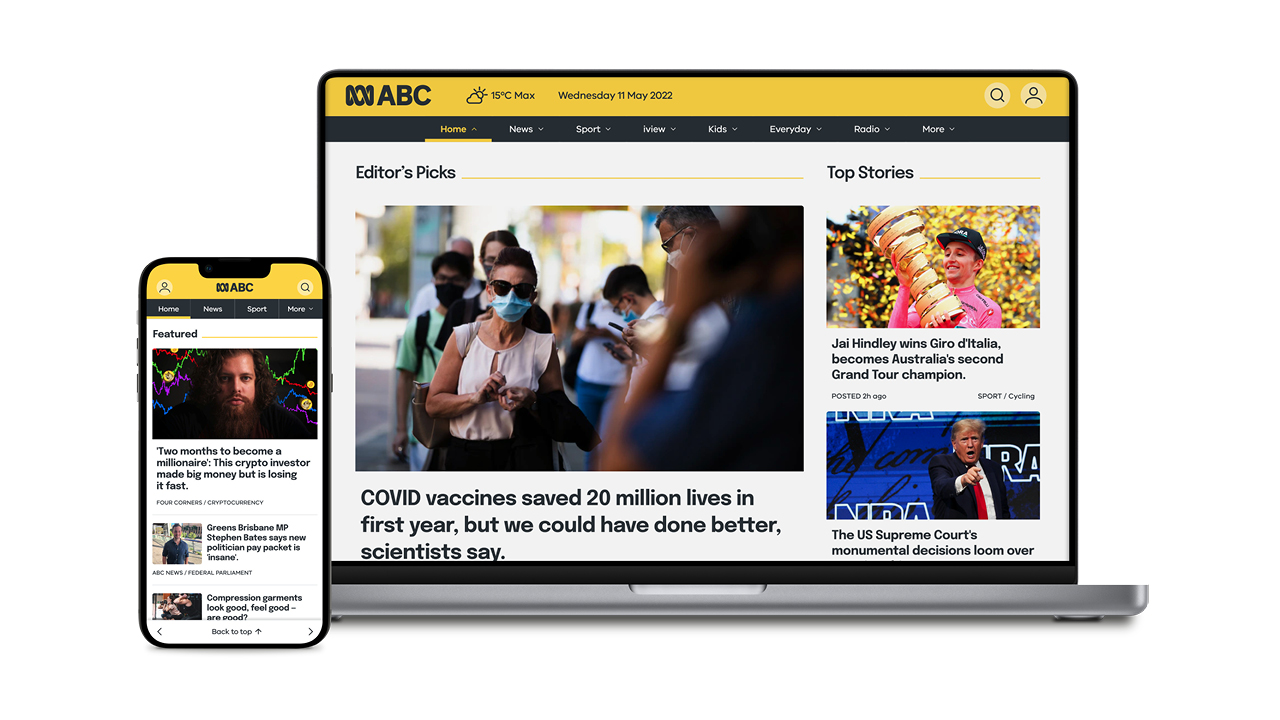 ABC
15°C Max
Wednesday 11 May 2022
Home
News
Sport
iview
Kids
Everyday
Radio
More
Editor's Picks
COVID vaccines saved 20 million lives in
first year, but we could have done better,
scientists say.
Top Stories
Jai Hindley wins Giro d'Italia,
becomes Australia's second
Grand Tour champion.
POSTED 2h ago
SPORT / Cycling
NRA
NRA
The US Supreme Court's
monumental decisions loom over
ABC
Home
News
Sport
More
Featured
'Two months to become a
millionaire': This crypto investor
made big money but is losing
it fast.
FOUR CORNERS / CRYPTOCURRENCY
Greens Brisbane MP
Stephen Bates says new
politician pay packet is
'insane'.
ABC NEWS / FEDERAL PARLIAMENT
Compression garments
look good, feel good –
are good?
Back to top